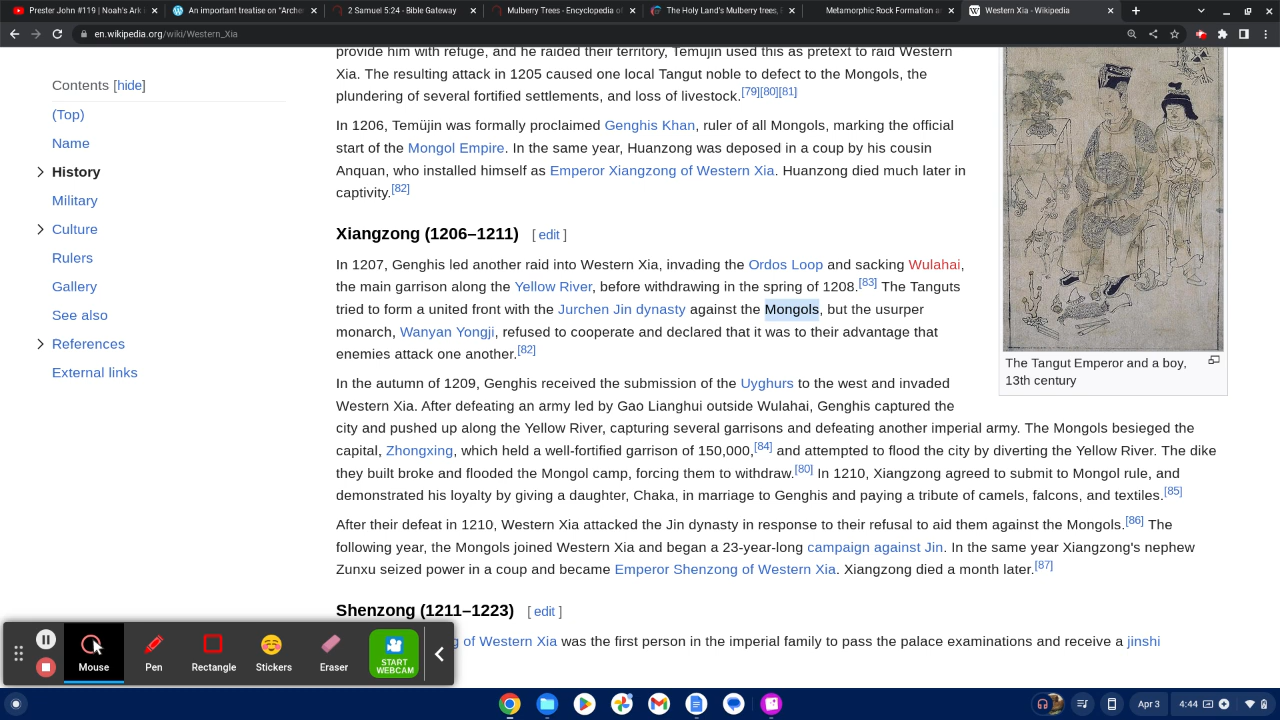 Prester John #119 | Noah's Ark
An important treatise on "Archer
2 Samuel 5:24 - Bible Gateway
Mulberry Trees - Encyclopedia of
The Holy Land's Mulberry trees, E
Metamorphic Rock Formation a
Western Xia - Wikipedia
en.wikipedia.org/wiki/Western_Xia
Contents [hide]
(Top)
Name
History
Military
Culture
Rulers
Gallery
See also
References
External links
provide him with refuge, and he raided their territory, Temüjin used this as pretext to raid Western
Xia. The resulting attack in 1205 caused one local Tangut noble to defect to the Mongols, the
plundering of several fortified settlements, and loss of livestock.[79][80][81]
In 1206, Temüjin was formally proclaimed Genghis Khan, ruler of all Mongols, marking the official
start of the Mongol Empire. In the same year, Huanzong was deposed in a coup by his cousin
Anquan, who installed himself as Emperor Xiangzong of Western Xia. Huanzong died much later in
captivity.[82]
Xiangzong (1206–1211) [ edit ]
In 1207, Genghis led another raid into Western Xia, invading the Ordos Loop and sacking Wulahai,
the main garrison along the Yellow River, before withdrawing in the spring of 1208.[83] The Tanguts
tried to form a united front with the Jurchen Jin dynasty against the Mongols, but the usurper
monarch, Wanyan Yongji, refused to cooperate and declared that it was to their advantage that
enemies attack one another.[82]
The Tangut Emperor and a boy,
13th century
In the autumn of 1209, Genghis received the submission of the Uyghurs to the west and invaded
Western Xia. After defeating an army led by Gao Lianghui outside Wulahai, Genghis captured the
city and pushed up along the Yellow River, capturing several garrisons and defeating another imperial army. The Mongols besieged the
capital, Zhongxing, which held a well-fortified garrison of 150,000,[84] and attempted to flood the city by diverting the Yellow River. The dike
they built broke and flooded the Mongol camp, forcing them to withdraw.[80] In 1210, Xiangzong agreed to submit to Mongol rule, and
demonstrated his loyalty by giving a daughter, Chaka, in marriage to Genghis and paying a tribute of camels, falcons, and textiles.[85]
After their defeat in 1210, Western Xia attacked the Jin dynasty in response to their refusal to aid them against the Mongols.[86] The
following year, the Mongols joined Western Xia and began a 23-year-long campaign against Jin. In the same year Xiangzong's nephew
Zunxu seized power in a coup and became Emperor Shenzong of Western Xia. Xiangzong died a month later.[87]
Shenzong (1211–1223) [ edit ]
of Western Xia was the first person in the imperial family to pass the palace examinations and receive a jinshi
Mouse
Pen
Rectangle
Stickers
Eraser
START
WEBCAM
Apr 3
4:44